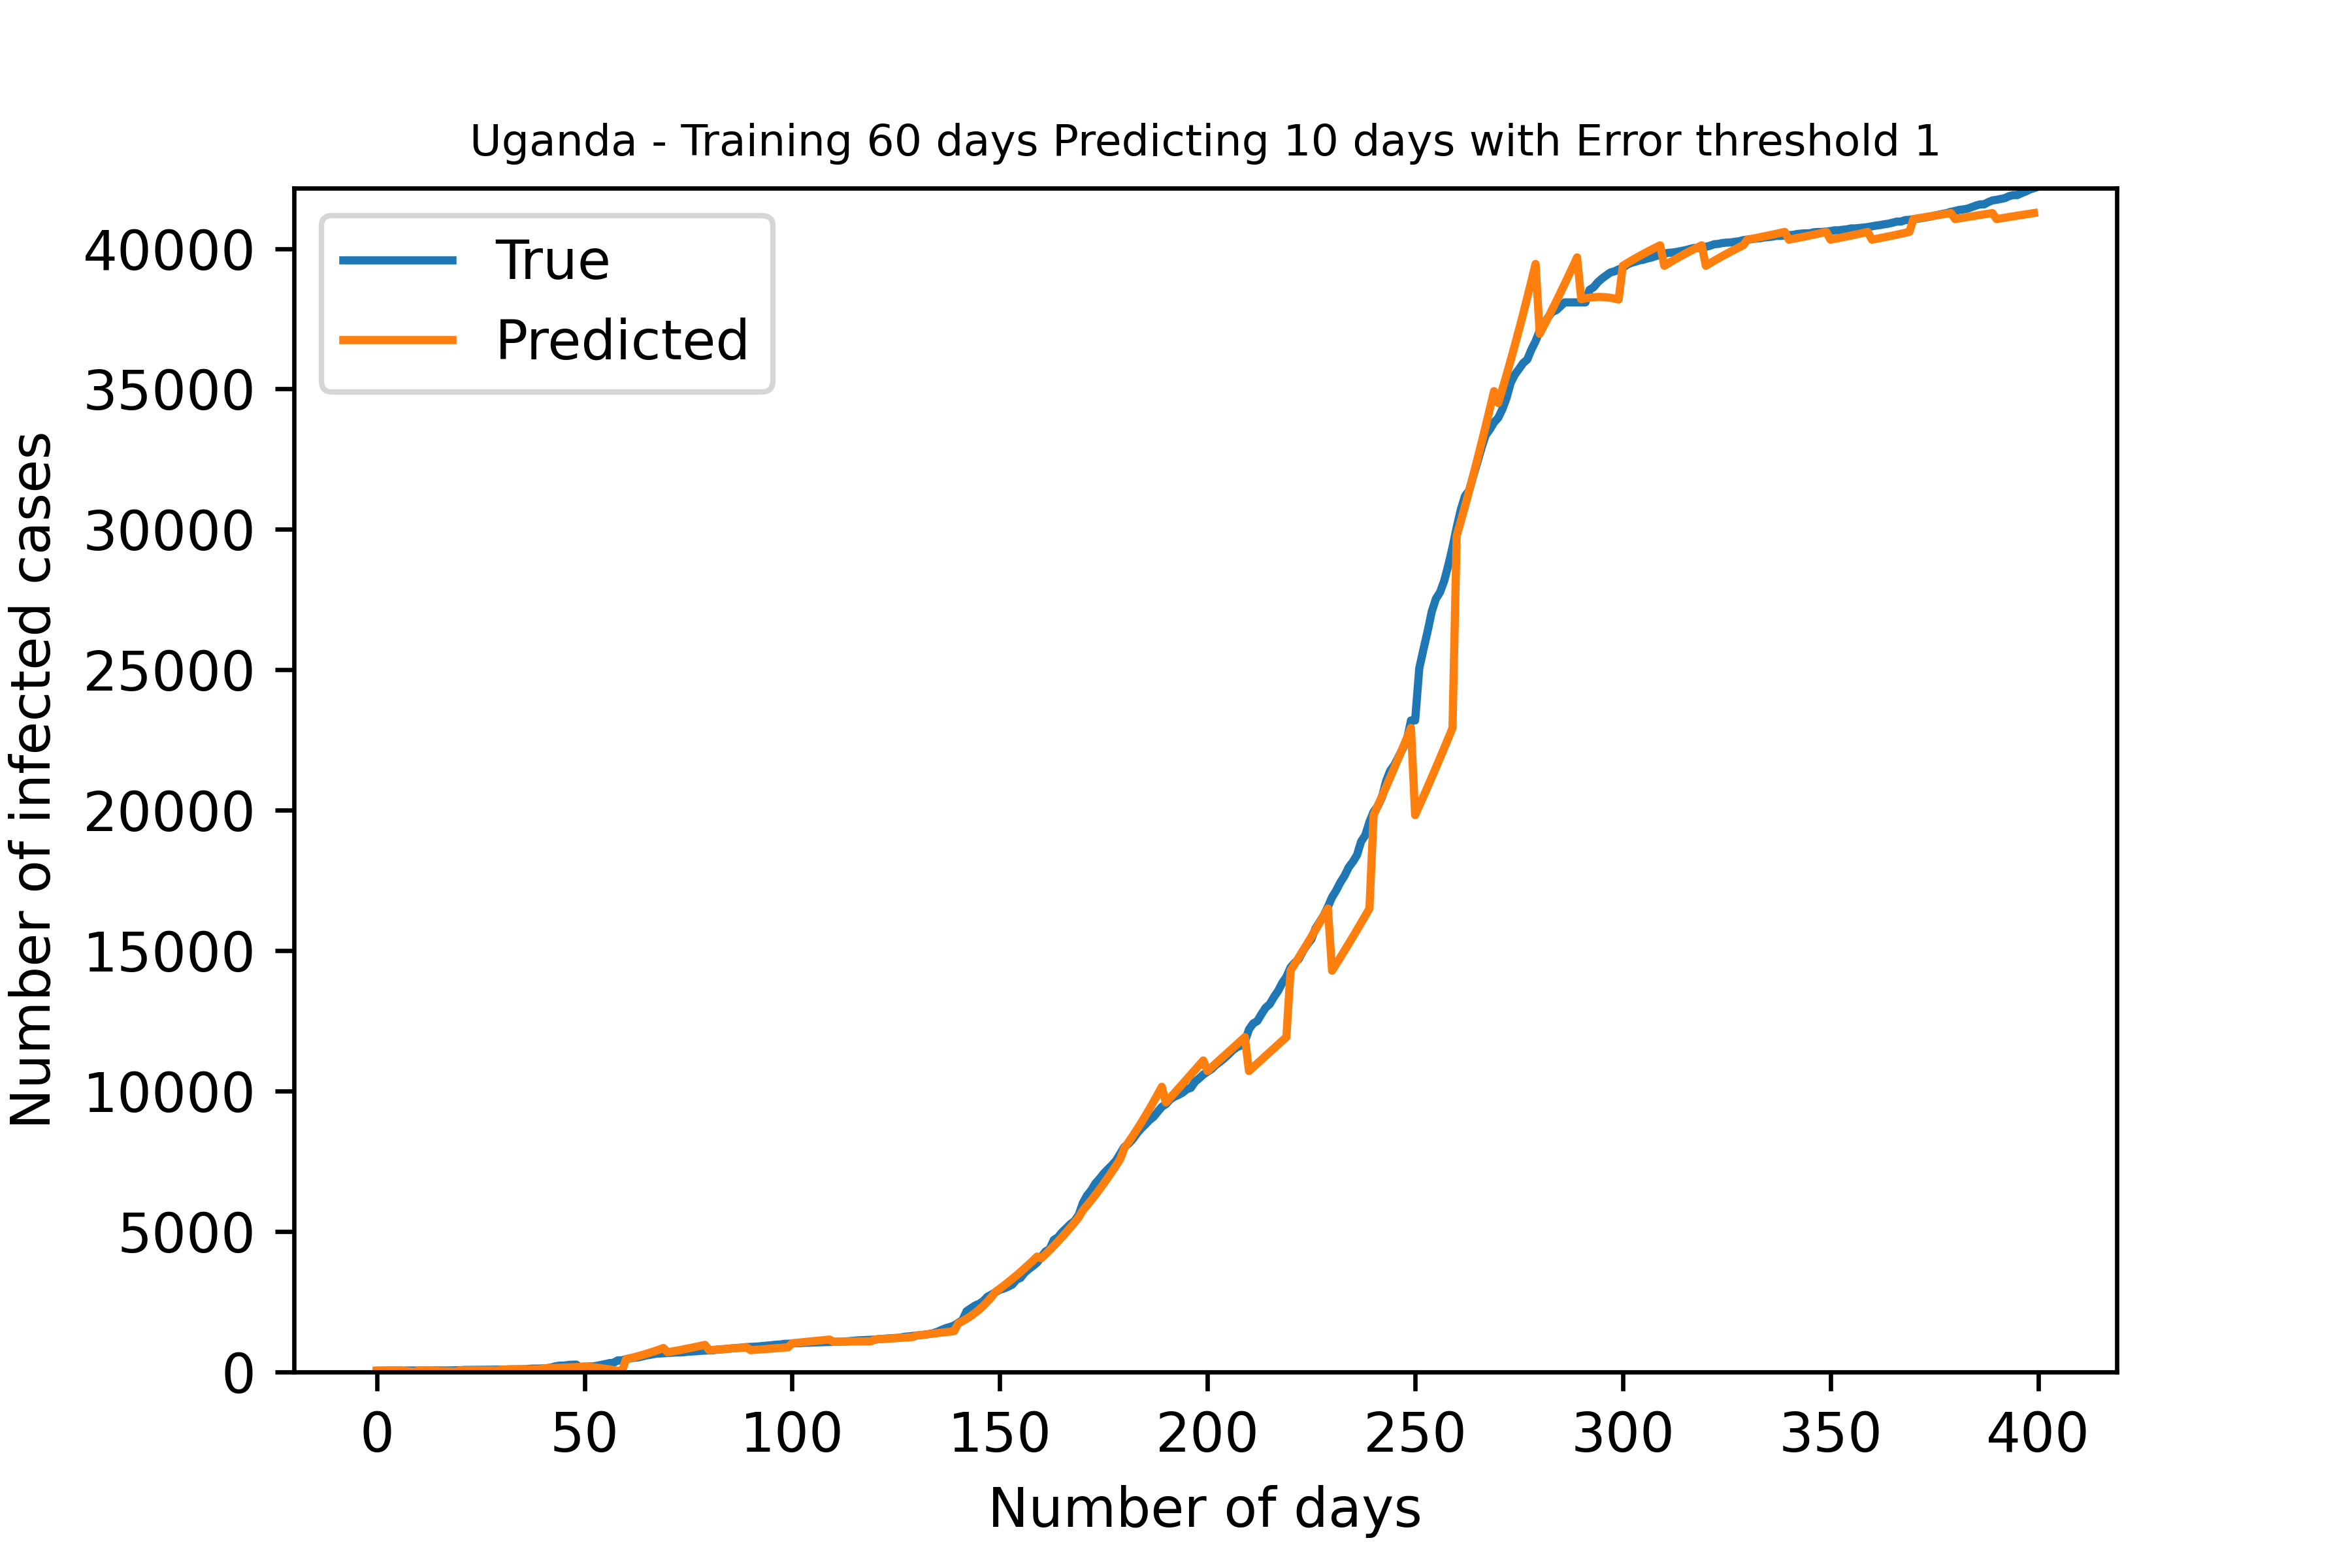 Uganda - Training 60 days Predicting 10 days with Error threshold 1
True
Predicted
40000
35000
30000
25000
20000
15000
10000
5000
0
Number of infected cases
0 50 100 150 200 250 300 350 400
Number of days